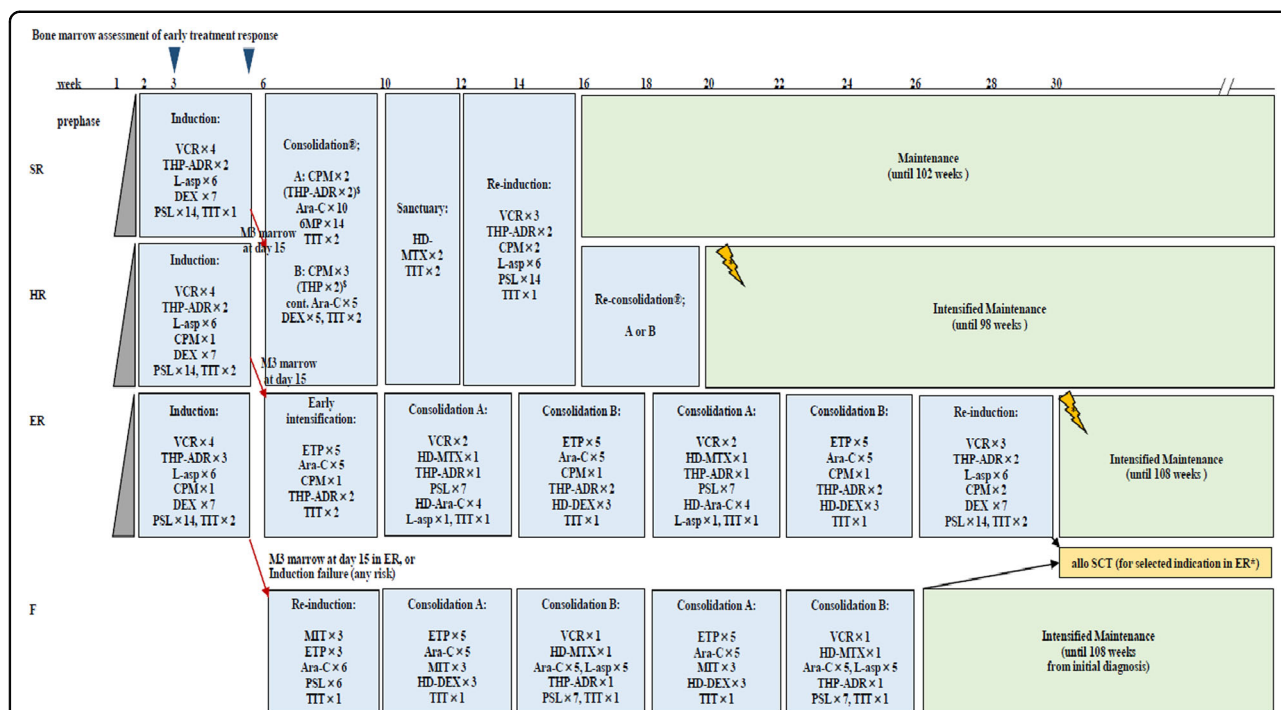 Bone marrow assessment of early treatment response
week 1 2 3 6 10 12 14 16 18 20 22 24 26 28 30
prephase
SR
Induction:
VCR×4
THP-ADR×2
L-asp×6
DEX×7
PSL×14, TIT×1
Consolidation®;
A: CPM×2
(THP-ADR×2)$
Ara-C×10
6MP×14
TIT×2
B: CPM×3
(THP×2)$
cont. Ara-C×5
DEX×5, TIT×2
Sanctuary:
HD-
MTX×2
TIT×2
Re-induction:
VCR×3
THP-ADR×2
CPM×2
L-asp×6
PSL×14
TIT×1
Maintenance
(until 102 weeks )
M3 marrow
at day 15
HR
Induction:
VCR×4
THP-ADR×2
L-asp×6
CPM×1
DEX×7
PSL×14, TIT×2
Re-consolidation®;
A or B
Intensified Maintenance
(until 98 weeks )
M3 marrow
at day 15
ER
Induction:
VCR×4
THP-ADR×3
L-asp×6
CPM×1
DEX×7
PSL×14, TIT×2
Early
intensification:
ETP×5
Ara-C×5
CPM×1
THP-ADR×2
TIT×2
Consolidation A:
VCR×2
HD-MTX×1
THP-ADR×1
PSL×7
HD-Ara-C×4
L-asp×1, TIT×1
Consolidation B:
ETP×5
Ara-C×5
CPM×1
THP-ADR×2
HD-DEX×3
TIT×1
Consolidation A:
VCR×2
HD-MTX×1
THP-ADR×1
PSL×7
HD-Ara-C×4
L-asp×1, TIT×1
Consolidation B:
ETP×5
Ara-C×5
CPM×1
THP-ADR×2
HD-DEX×3
TIT×1
Re-induction:
VCR×3
THP-ADR×2
L-asp×6
CPM×2
DEX×7
PSL×14, TIT×2
Intensified Maintenance
(until 108 weeks )
M3 marrow at day 15 in ER, or
Induction failure (any risk)
allo SCT (for selected indication in ER*)
F
Re-induction:
MIT×3
ETP×3
Ara-C×6
PSL×6
TIT×1
Consolidation A:
ETP×5
Ara-C×5
MIT×3
HD-DEX×3
TIT×1
Consolidation B:
VCR×1
HD-MTX×1
Ara-C×5, L-asp×5
THP-ADR×1
PSL×7, TIT×1
Consolidation A:
ETP×5
Ara-C×5
MIT×3
HD-DEX×3
TIT×1
Consolidation B:
VCR×1
HD-MTX×1
Ara-C×5, L-asp×5
THP-ADR×1
PSL×7, TIT×1
Intensified Maintenance
(until 108 weeks
from initial diagnosis)